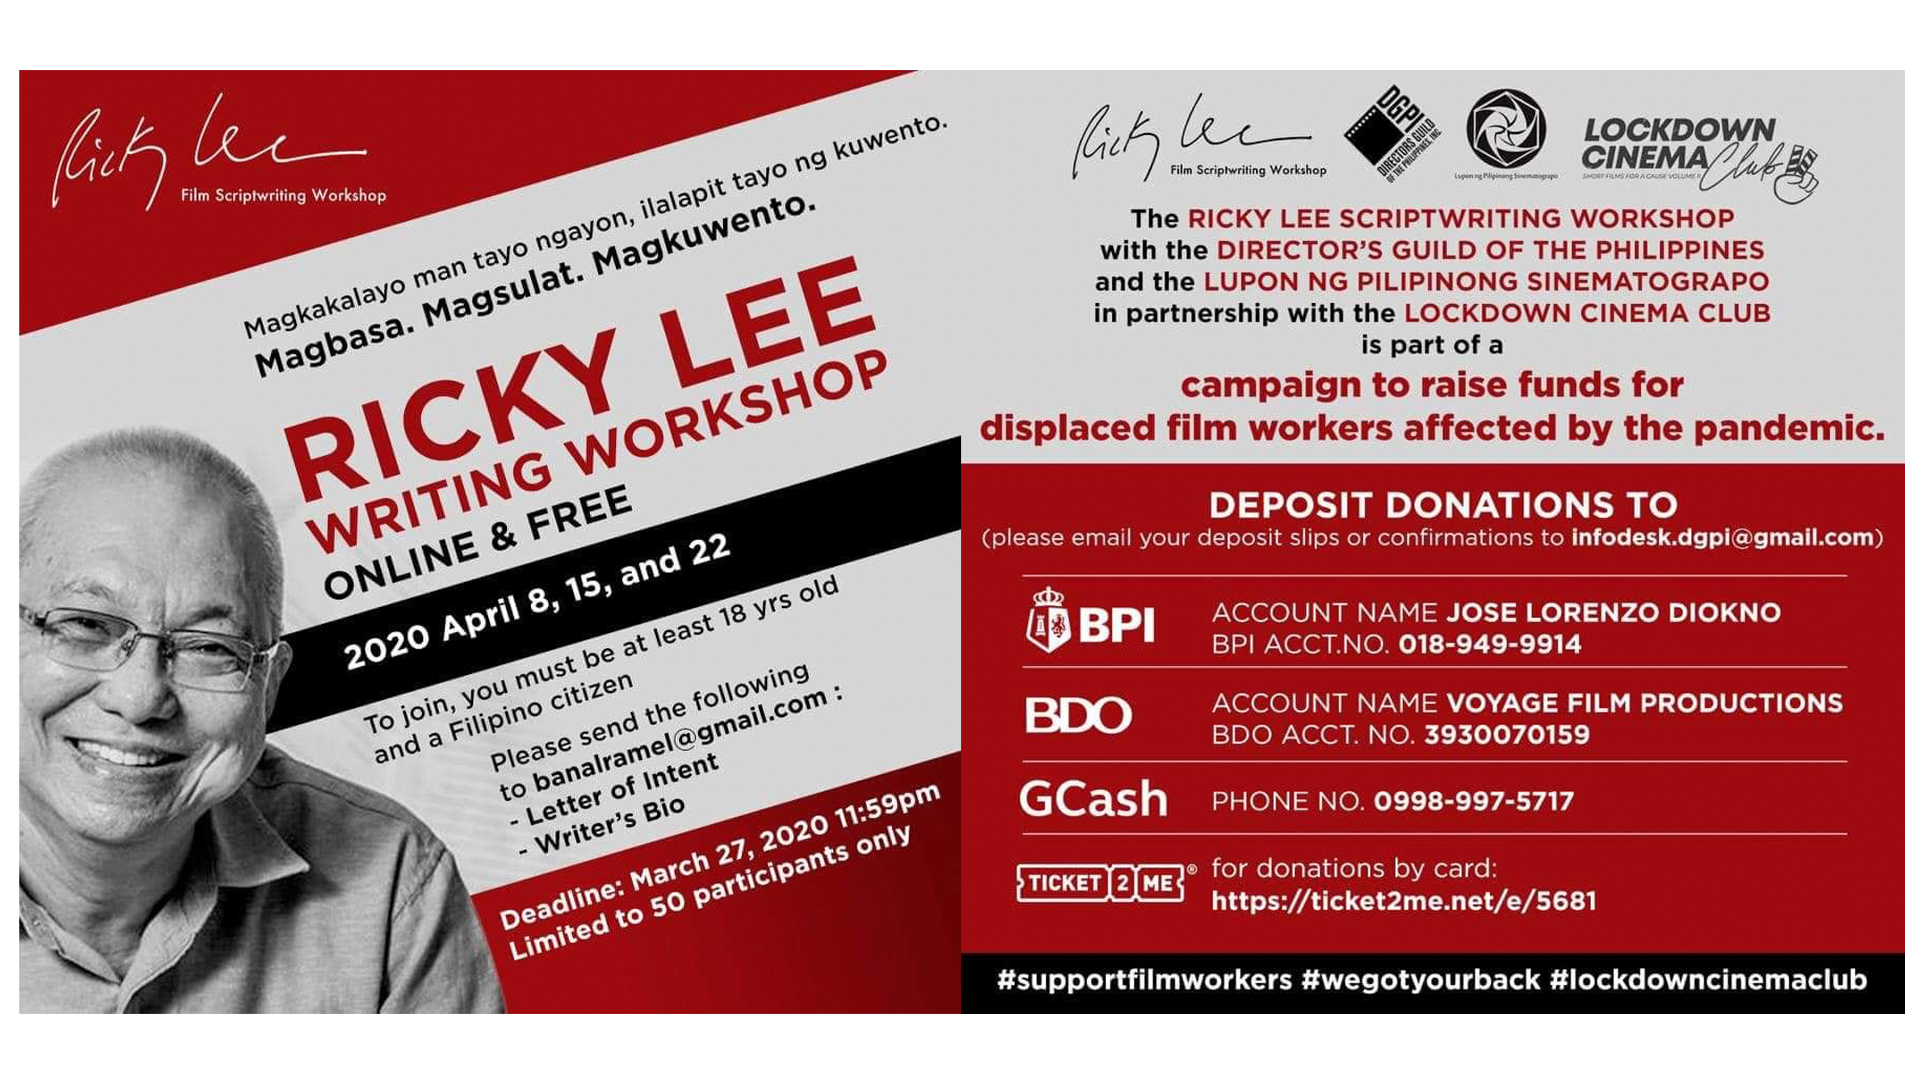 Ricky Lee
Film Scriptwriting Workshop
Magkakalayo man tayo ngayon, ilalapit tayo ng kuwento.
Magbasa. Magsulat. Magkuwento.
RICKY LEE
WRITING WORKSHOP
ONLINE & FREE
2020 April 8, 15, and 22
To join, you must be at least 18 yrs old
and a Filipino citizen
Please send the following
to banalramel@gmail.com :
- Letter of Intent
- Writer's Bio
Deadline: March 27, 2020 11:59pm
Limited to 50 participants only
Ricky Lee
Film Scriptwriting Workshop
DGPI
DIRECTORS' GUILD
OF THE PHILIPPINES, INC.
Lupon ng Pilipinong Sinematograpo
LOCKDOWN
CINEMA Club
SHORT FILMS FOR A CAUSE VOLUME II
The RICKY LEE SCRIPTWRITING WORKSHOP
with the DIRECTOR'S GUILD OF THE PHILIPPINES
and the LUPON NG PILIPINONG SINEMATOGRAPO
in partnership with the LOCKDOWN CINEMA CLUB
is part of a
campaign to raise funds for
displaced film workers affected by the pandemic.
DEPOSIT DONATIONS TO
(please email your deposit slips or confirmations to infodesk.dgpi@gmail.com)
BPI
ACCOUNT NAME JOSE LORENZO DIOKNO
BPI ACCT.NO. 018-949-9914
BDO
ACCOUNT NAME VOYAGE FILM PRODUCTIONS
BDO ACCT. NO. 3930070159
GCash
PHONE NO. 0998-997-5717
TICKET 2 ME®
for donations by card:
https://ticket2me.net/e/5681
#supportfilmworkers #wegotyourback #lockdowncinemaclub